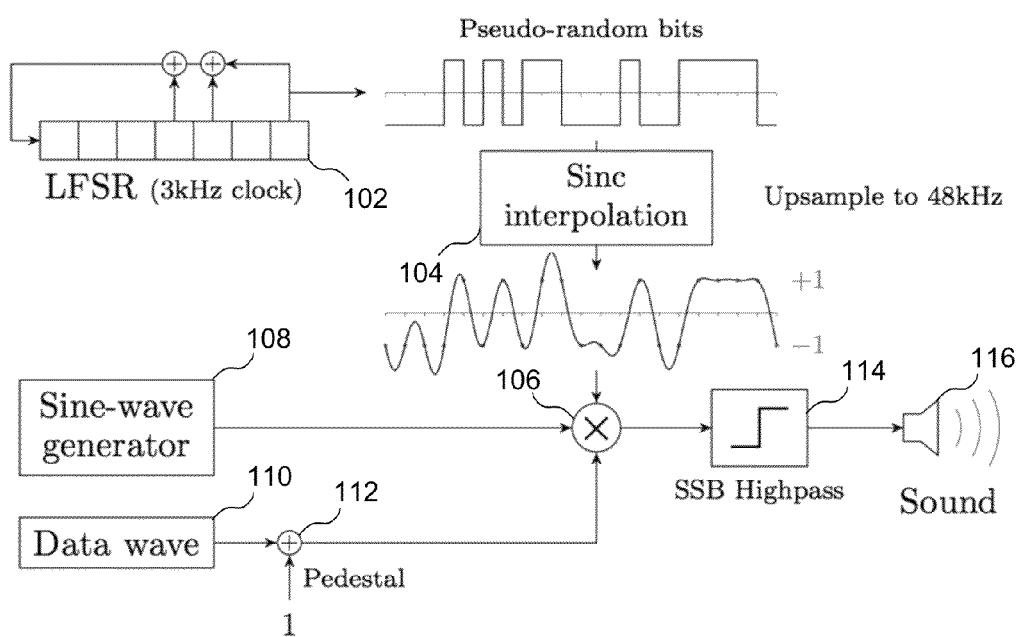 Pseudo-random bits
LFSR (3kHz clock)
102
Sinc
interpolation
Upsample to 48kHz
104
+1
−1
108
Sine-wave
generator
106
114
116
SSB Highpass
Sound
110
112
Data wave
Pedestal
1